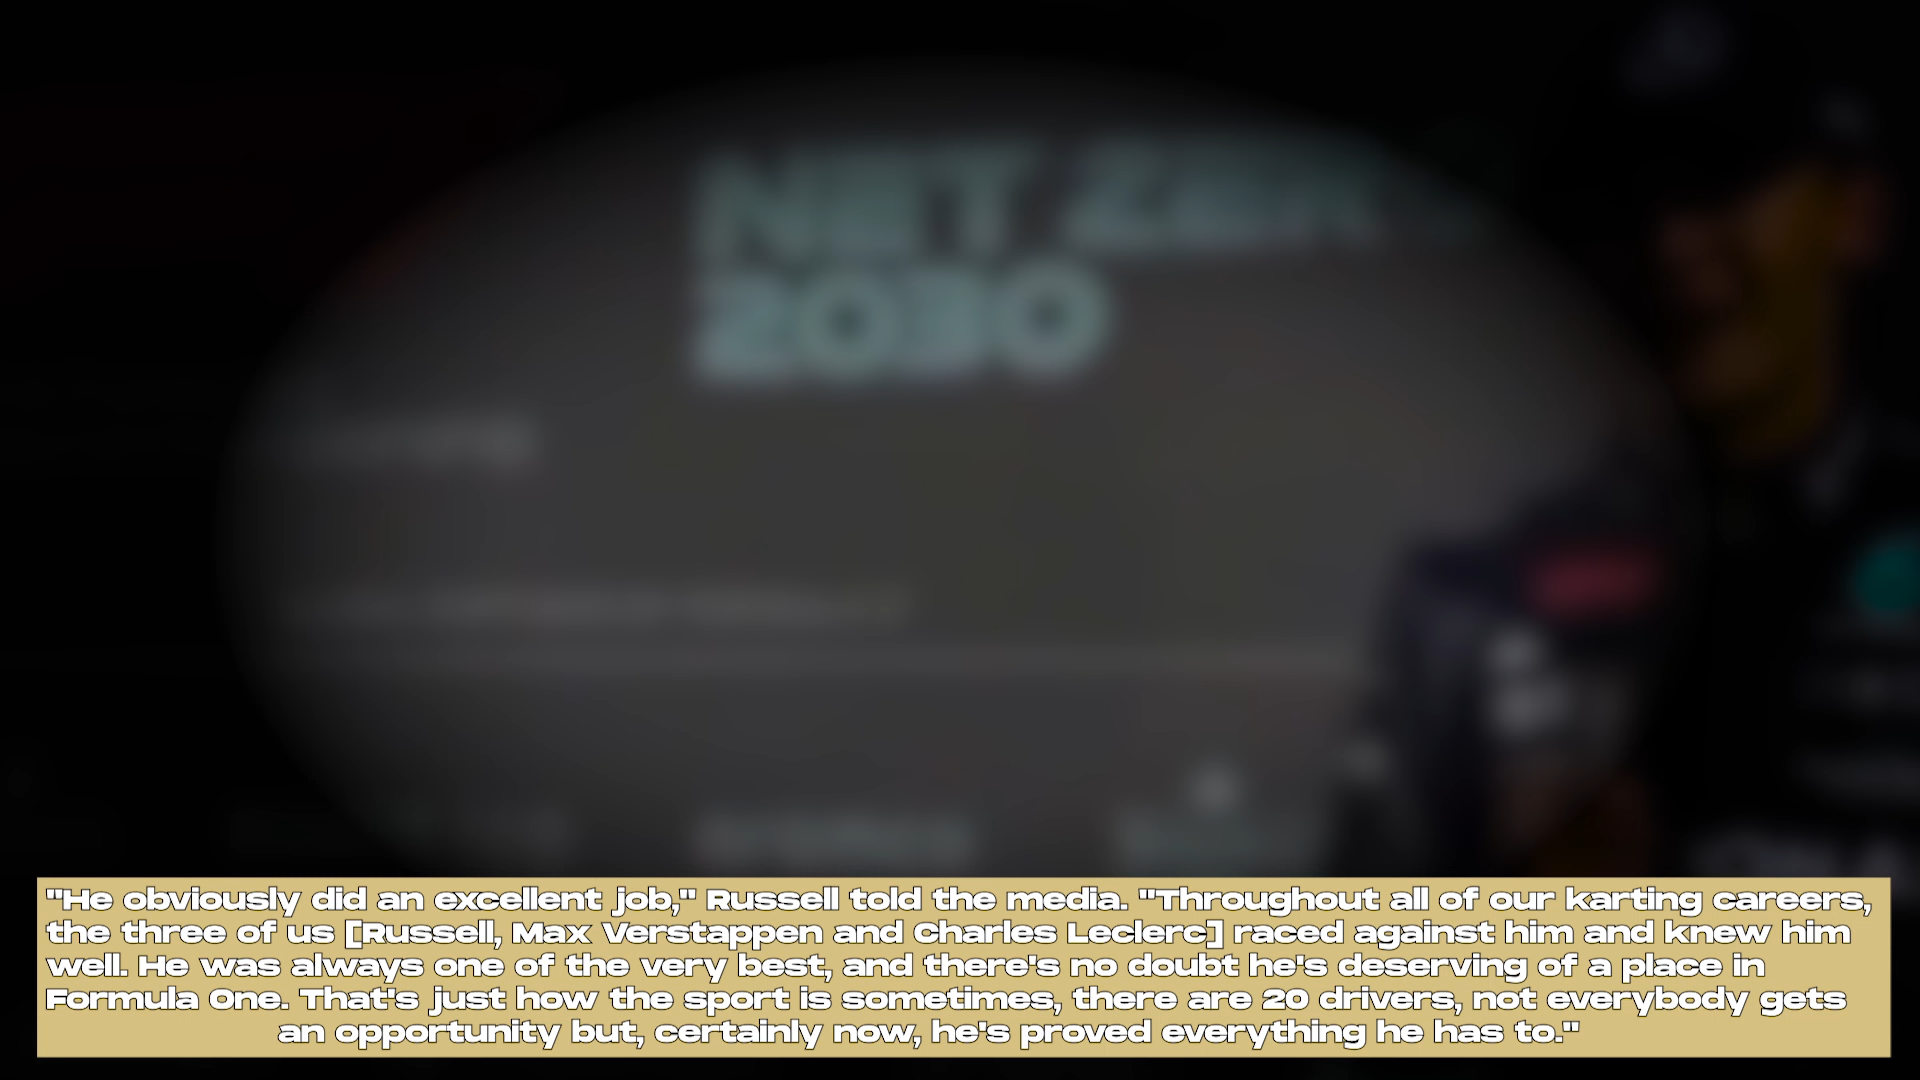 NET ZER
2030
"He obviously did an excellent job," Russell told the media. "Throughout all of our karting careers,
the three of us [Russell, Max Verstappen and Charles Leclerc] raced against him and knew him
well. He was always one of the very best, and there's no doubt he's deserving of a place in
Formula One. That's just how the sport is sometimes, there are 20 drivers, not everybody gets
an opportunity but, certainly now, he's proved everything he has to."